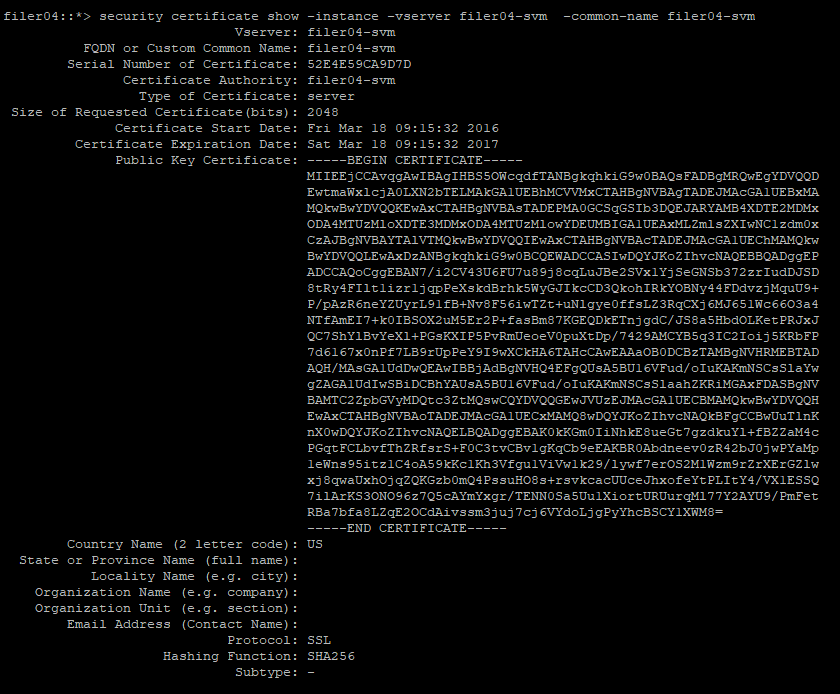 filer04::*> security certificate show -instance -vserver filer04-svm  -common-name filer04-svm
Vserver: filer04-svm
FQDN or Custom Common Name: filer04-svm
Serial Number of Certificate: 52E4E59CA9D7D
Certificate Authority: filer04-svm
Type of Certificate: server
Size of Requested Certificate(bits): 2048
Certificate Start Date: Fri Mar 18 09:15:32 2016
Certificate Expiration Date: Sat Mar 18 09:15:32 2017
Public Key Certificate: -----BEGIN CERTIFICATE-----
MIIEEjCCAvqgAwIBAgIHBS5OWcqdfTANBgkqhkiG9w0BAQsFADBgMRQwEgYDVQQD
EwtmaWxlcjA0LXN2bTELMAkGA1UEBhMCVVMxCTAHBgNVBAgTADEJMAcGA1UEBxMA
MQkwBwYDVQQKEwAxCTAHBgNVBAsTADEPMA0GCSqGSIb3DQEJARYAMB4XDTE2MDMx
ODA4MTUzMloXDTE3MDMxODA4MTUzMlowYDEUMBIGA1UEAxMLZmlsZXIwNC1zdm0x
CzAJBgNVBAYTAlVTMQkwBwYDVQQIEwAxCTAHBgNVBAcTADEJMAcGA1UEChMAMQkw
BwYDVQQLEwAxDzANBgkqhkiG9w0BCQEWADCCASIwDQYJKoZIhvcNAQEBBQADggEP
ADCCAQoCggEBAN7/i2CV43U6FU7u89j8cqLuJBe2SVx1YjSeGNSb372zrIudDJSD
8tRy4FI1t1izr1jqpPeXskdBrhk5WyGJIkcCD3QkohIRkYOBNy44FDdvzjMquU9+
P/pAzR6neYZUyrL91fB+Nv8F56iwTZt+uNlgye0ffsLZ3RqCXj6MJ651Wc66O3a4
NTfAmEI7+k0IBSOX2uM5Er2P+fasBm87KGEQDkETnjgdC/JS8a5HbdOLKetPRJxJ
QC7ShYlBvYeXl+PGsKXIP5PvRmUeoeV0puXtDp/7429AMCYB5q3IC2Ioij5KRbFP
7d6l67x0nPf7LB9rUpPeY9I9wXCkHA6TAHcCAwEAAaOB0DCBzTAMBgNVHRMEBTAD
AQH/MAsGA1UdDwQEAwIBBjAdBgNVHQ4EFgQUsA5BU16VFud/oIuKAKmNSCsSlaYw
gZAGA1UdIwSBiDCBhYAUsA5BU16VFud/oIuKAKmNSCsSlaahZKRiMGAxFDASBgNV
BAMTC2ZpbGVyMDQtc3ZtMQswCQYDVQQGEwJVUzEJMAcGA1UECBMAMQkwBwYDVQQH
EwAxCTAHBgNVBAoTADEJMAcGA1UECxMAMQ8wDQYJKoZIhvcNAQkBFgCCBwUuTlnK
nX0wDQYJKoZIhvcNAQELBQADggEBAK0kKGm0IiNhkE8ueGt7gzdkuYl+fBZZaM4c
PGqtFCLbvfThZRfsrS+F0C3tvCBvlgKqCb9eEAKBR0Abdneev0zR42bJ0jwPYaMp
leWns95itz1C4oA59kKclKh3VfgulViVwlk29/lywf7erOS2MlWzm9rZrXErGZlw
xj8qwaUxhOjqZQKGzb0mQ4PssuHO8s+rsvkcacUUceJhxofeYtPLItY4/VX1ESSQ
7ilArKS3ONO96z7Q5cAYmYxgr/TENN0Sa5Uu1XiortURUurqMl77Y2AYU9/PmFet
RBa7bfa8LZqE2OCdAivssm3juj7cj6VYdoLjgPyYhcBSCYlXWM8=
-----END CERTIFICATE-----
Country Name (2 letter code): US
State or Province Name (full name):
Locality Name (e.g. city):
Organization Name (e.g. company):
Organization Unit (e.g. section):
Email Address (Contact Name):
Protocol: SSL
Hashing Function: SHA256
Subtype: -